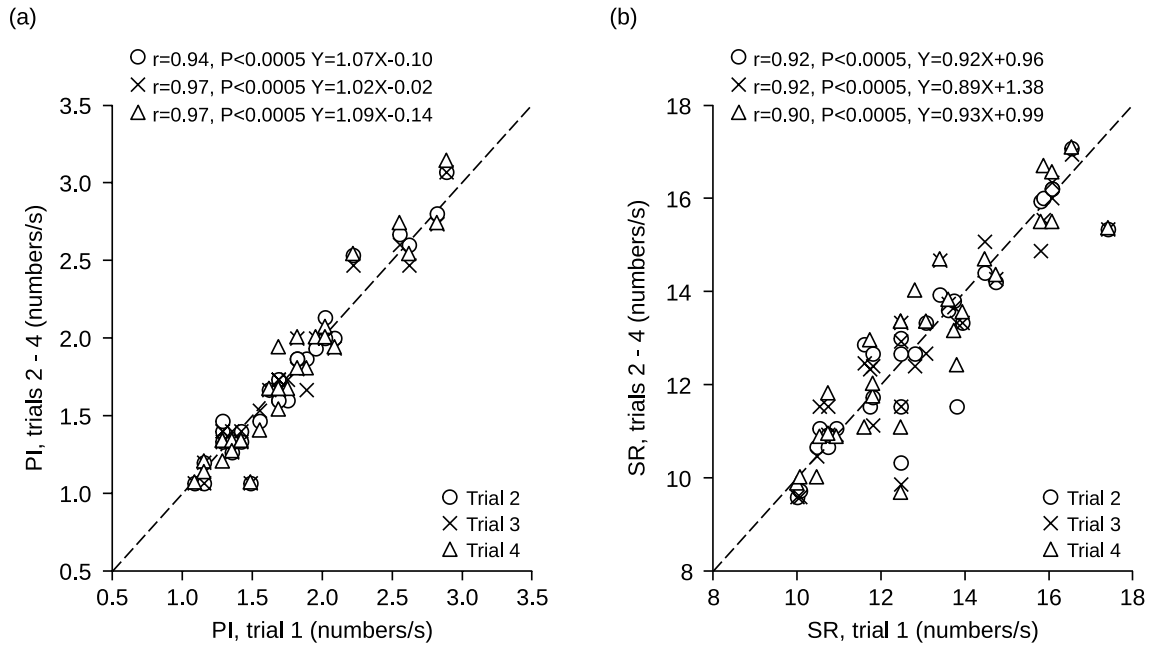 (a)
r=0.94, P<0.0005 Y=1.07X-0.10
r=0.97, P<0.0005 Y=1.02X-0.02
r=0.97, P<0.0005 Y=1.09X-0.14
3.5
3.0
2.5
2.0
1.5
1.0
0.5
PI, trials 2 - 4 (numbers/s)
Trial 2
Trial 3
Trial 4
0.5 1.0 1.5 2.0 2.5 3.0 3.5
PI, trial 1 (numbers/s)
(b)
r=0.92, P<0.0005, Y=0.92X+0.96
r=0.92, P<0.0005, Y=0.89X+1.38
r=0.90, P<0.0005, Y=0.93X+0.99
18
16
14
12
10
8
SR, trials 2 - 4 (numbers/s)
Trial 2
Trial 3
Trial 4
8 10 12 14 16 18
SR, trial 1 (numbers/s)